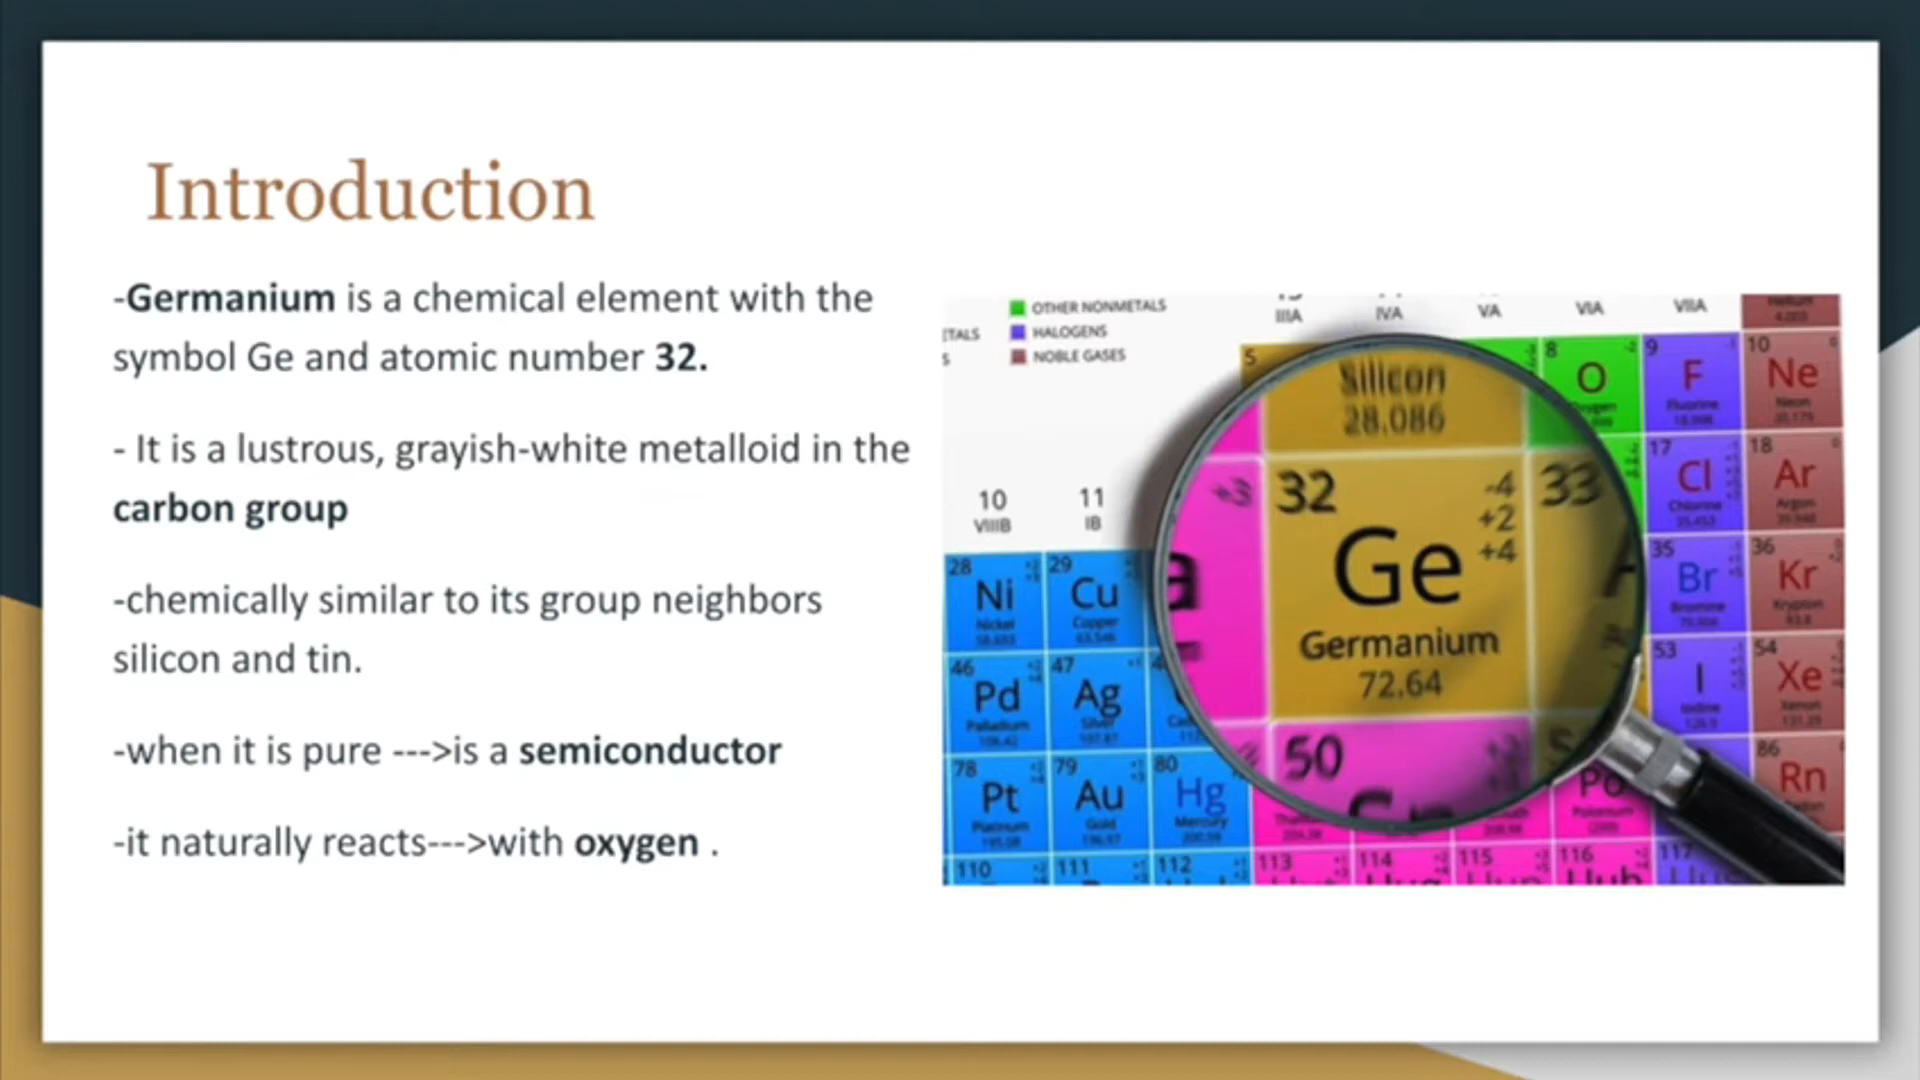 Introduction
-Germanium is a chemical element with the
symbol Ge and atomic number 32.
- It is a lustrous, grayish-white metalloid in the
carbon group
-chemically similar to its group neighbors
silicon and tin.
-when it is pure --->is a semiconductor
-it naturally reacts--->with oxygen .
OTHER NONMETALS
HALOGENS
NOBLE GASES
IIIA IVA VA VIA VIIA
10 11
VIIIB IB
5 8 9 10
O F Ne
Silicon
28.086
17 18
Cl Ar
32 -4 33
+2
+4
Ge
Germanium
72.64
28 29 35 36
Ni Cu Br Kr
Nickel Copper
46 47 53 54
Pd Ag I Xe
50
78 79 80 86
Pt Au Hg Po Rn
110 111 112 113 114 115 116 117